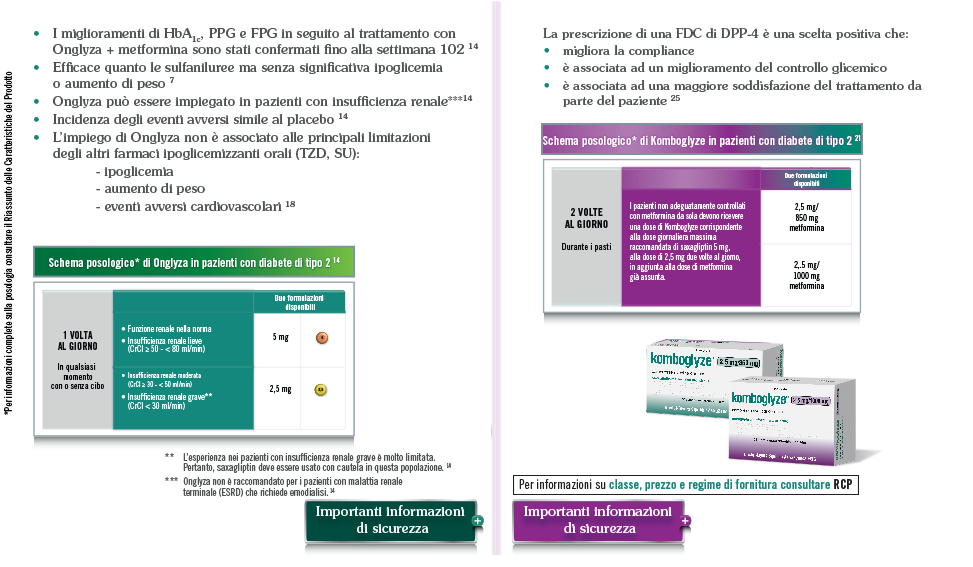 *Per informazioni complete sulla posologia consultare il Riassunto delle Caratteristiche del Prodotto
• I miglioramenti di HbA1c, PPG e FPG in seguito al trattamento con
Onglyza + metformina sono stati confermati fino alla settimana 102 14
• Efficace quanto le sulfaniluree ma senza significativa ipoglicemia
o aumento di peso 7
• Onglyza può essere impiegato in pazienti con insufficienza renale***14
• Incidenza degli eventi avversi simile al placebo 14
• L'impiego di Onglyza non è associato alle principali limitazioni
degli altri farmaci ipoglicemizzanti orali (TZD, SU):
- ipoglicemia
- aumento di peso
- eventi avversi cardiovascolari 18
Schema posologico* di Onglyza in pazienti con diabete di tipo 2 14
Due formulazioni
disponibili
1 VOLTA
AL GIORNO
In qualsiasi
momento
con o senza cibo
• Funzione renale nella norma
• Insufficienza renale lieve
(CrCl ≥ 50 - < 80 ml/min)
5 mg
• Insufficienza renale moderata
(CrCl ≥ 30 - < 50 ml/min)
• Insufficienza renale grave**
(CrCl < 30 ml/min)
2,5 mg
** L'esperienza nei pazienti con insufficienza renale grave è molto limitata.
Pertanto, saxagliptin deve essere usato con cautela in questa popolazione. 14
*** Onglyza non è raccomandato per i pazienti con malattia renale
terminale (ESRD) che richiede emodialisi. 14
Importanti informazioni
di sicurezza
+
La prescrizione di una FDC di DPP-4 è una scelta positiva che:
• migliora la compliance
• è associata ad un miglioramento del controllo glicemico
• è associata ad una maggiore soddisfazione del trattamento da
parte del paziente 25
Schema posologico* di Komboglyze in pazienti con diabete di tipo 2 21
Due formulazioni
disponibili
2 VOLTE
AL GIORNO
Durante i pasti
I pazienti non adeguatamente controllati
con metformina da sola devono ricevere
una dose di Komboglyze corrispondente
alla dose giornaliera massima
raccomandata di saxagliptin 5 mg,
alla dose di 2,5 mg due volte al giorno,
in aggiunta alla dose di metformina
già assunta.
2,5 mg/
850 mg
metformina
2,5 mg/
1000 mg
metformina
komboglyze 2,5 mg/850 mg
komboglyze 2,5 mg/1000 mg
Per informazioni su classe, prezzo e regime di fornitura consultare RCP
Importanti informazioni
di sicurezza
+